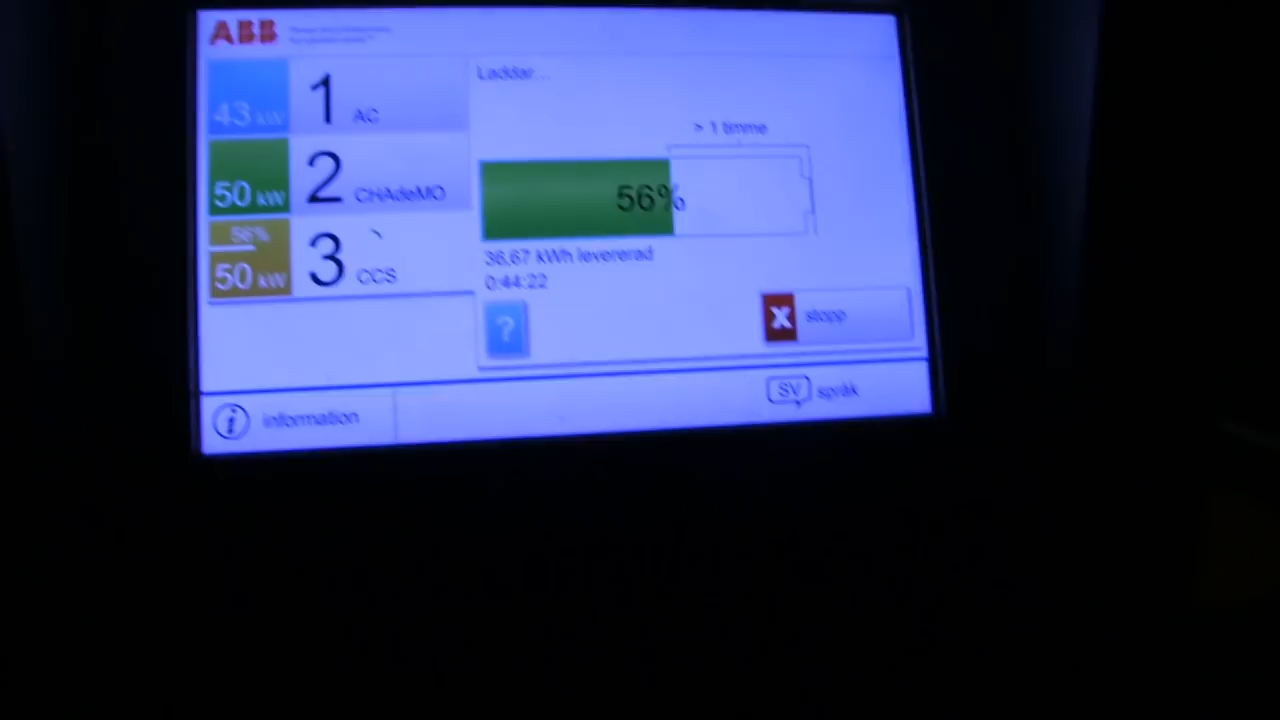 ABB
43 kW
1 AC
50 kW
2 CHAdeMO
56%
50 kW
3 CCS
Laddar...
> 1 timme
56%
36,67 kWh levererad
0:44:22
?
X stopp
i information
SV språk